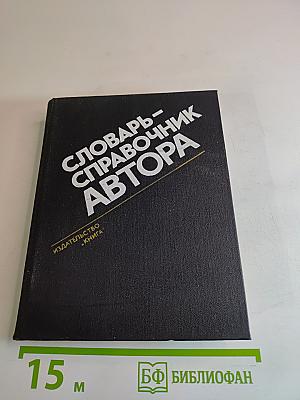 СЛОВАРЬ-
СПРАВОЧНИК
АВТОРА
ИЗДАТЕЛЬСТВО
«КНИГА»
15 м
БФ БИБЛИОФАН